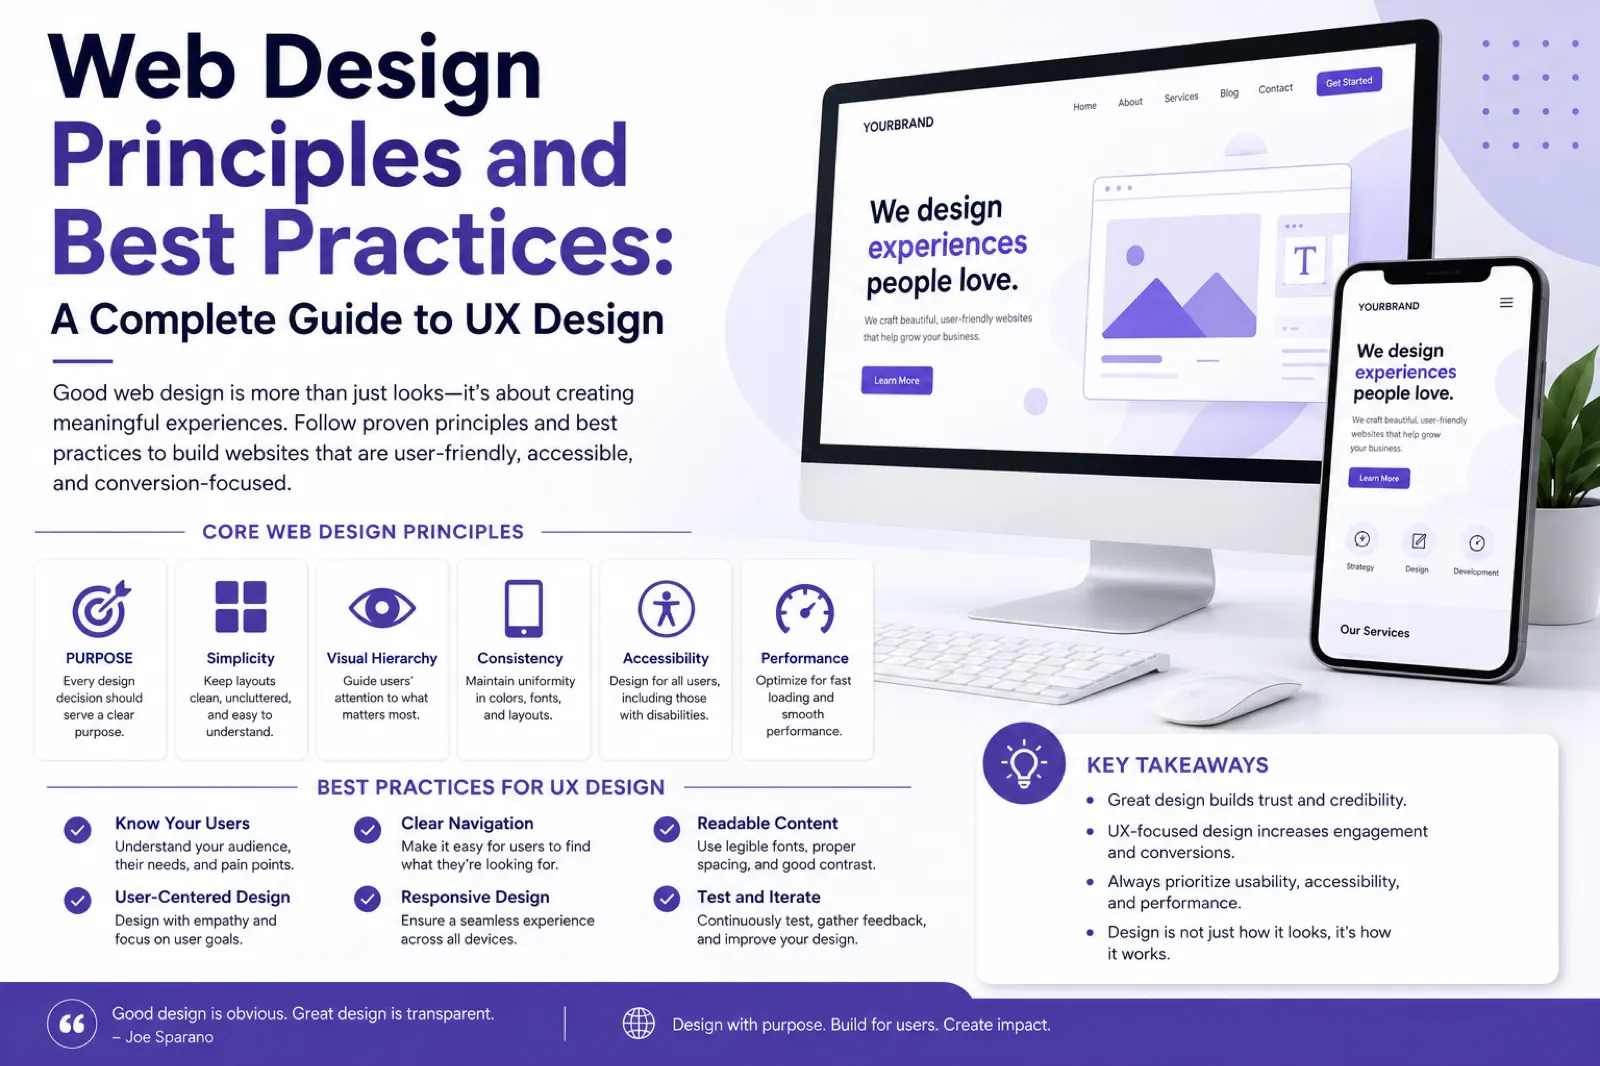 Web Design
Principles and
Best Practices:
A Complete Guide to UX Design
Good web design is more than just looks—it's about creating
meaningful experiences. Follow proven principles and best
practices to build websites that are user-friendly, accessible,
and conversion-focused.
CORE WEB DESIGN PRINCIPLES
PURPOSE
Every design
decision should
serve a clear
purpose.
Simplicity
Keep layouts
clean, uncluttered,
and easy to
understand.
Visual Hierarchy
Guide users'
attention to what
matters most.
Consistency
Maintain uniformity
in colors, fonts,
and layouts.
Accessibility
Design for all users,
including those
with disabilities.
Performance
Optimize for fast
loading and
smooth
performance.
BEST PRACTICES FOR UX DESIGN
Know Your Users
Understand your audience,
their needs, and pain points.
Clear Navigation
Make it easy for users to find
what they're looking for.
Readable Content
Use legible fonts, proper
spacing, and good contrast.
User-Centered Design
Design with empathy and
focus on user goals.
Responsive Design
Ensure a seamless experience
across all devices.
Test and Iterate
Continuously test, gather feedback,
and improve your design.
YOURBRAND
Home About Services Blog Contact Get Started
We design
experiences
people love.
We craft beautiful, user-friendly websites
that help grow your business.
Learn More
T
YOURBRAND
We design
experiences
people love.
We craft beautiful, user-friendly
websites that help grow
your business.
Learn More
Strategy Design Development
Our Services
KEY TAKEAWAYS
• Great design builds trust and credibility.
• UX-focused design increases engagement
and conversions.
• Always prioritize usability, accessibility,
and performance.
• Design is not just how it looks, it's how
it works.
Good design is obvious. Great design is transparent.
– Joe Sparano
Design with purpose. Build for users. Create impact.